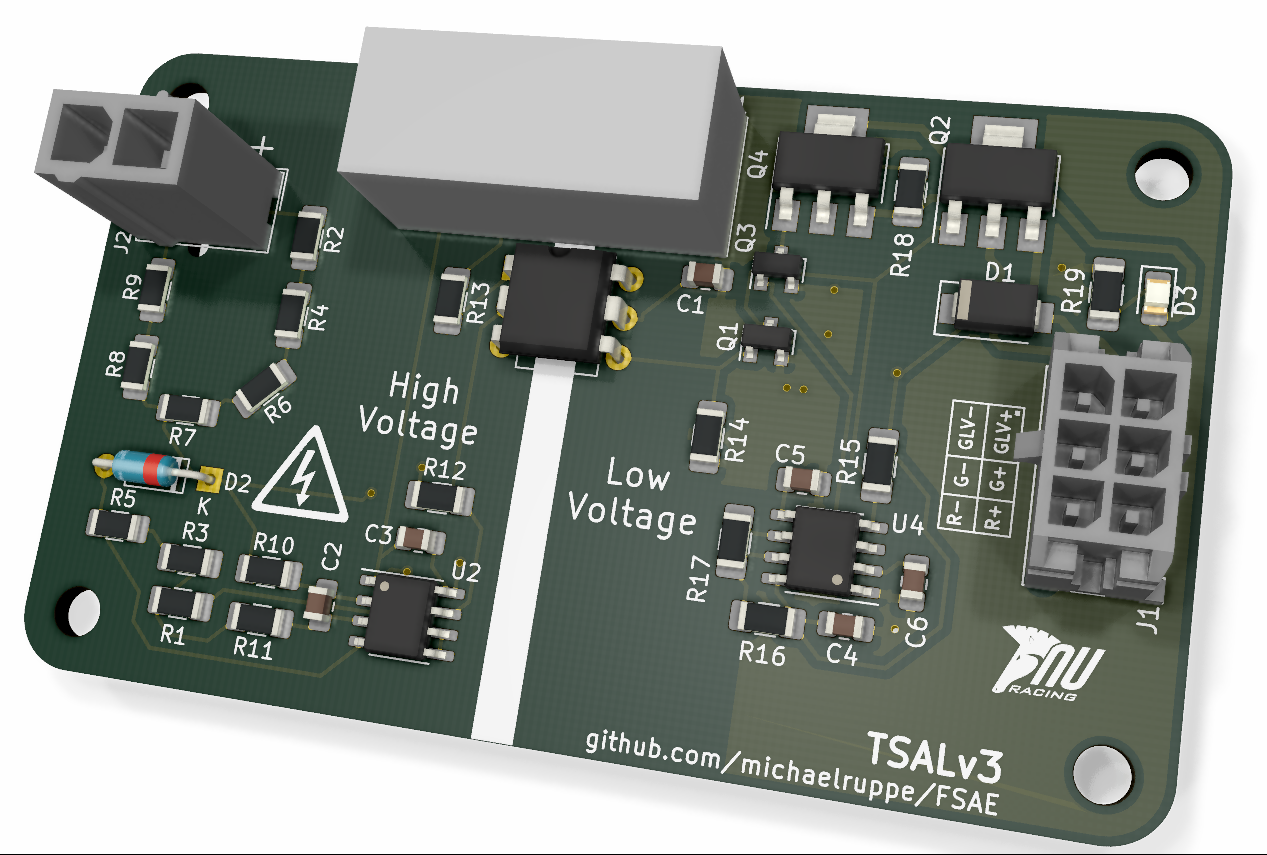 +
J2
R2
R9
R4
R8
R6
R7
R13
High
Voltage
D2
K
R5
R3
R10
C2
C3
R12
U2
R1
R11
Q4
Q2
Q3
R18
D1
R19
D3
C1
Q1
R14
C5
R15
Low
Voltage
U4
R17
R16
C4
C6
GLV- GLV+
G- G+
R- R+
J1
RACING
TSALv3
github.com/michaelruppe/FSAE